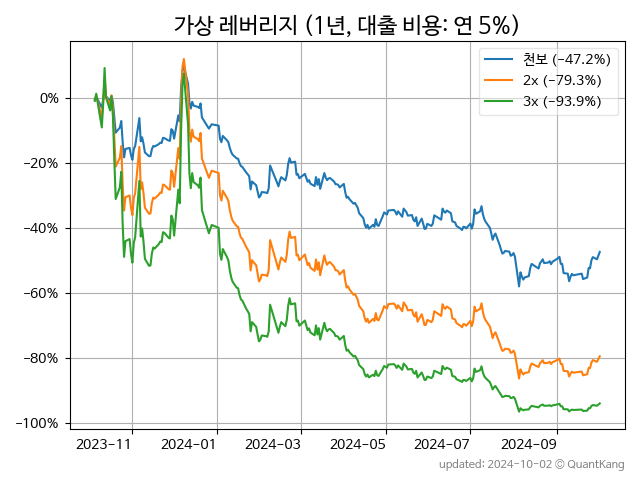 가상 레버리지 (1년, 대출 비용: 연 5%)
천보 (−47.2%)
2x (−79.3%)
3x (−93.9%)
0%
−20%
−40%
−60%
−80%
−100%
2023-11 2024-01 2024-03 2024-05 2024-07 2024-09
updated: 2024-10-02 © QuantKang